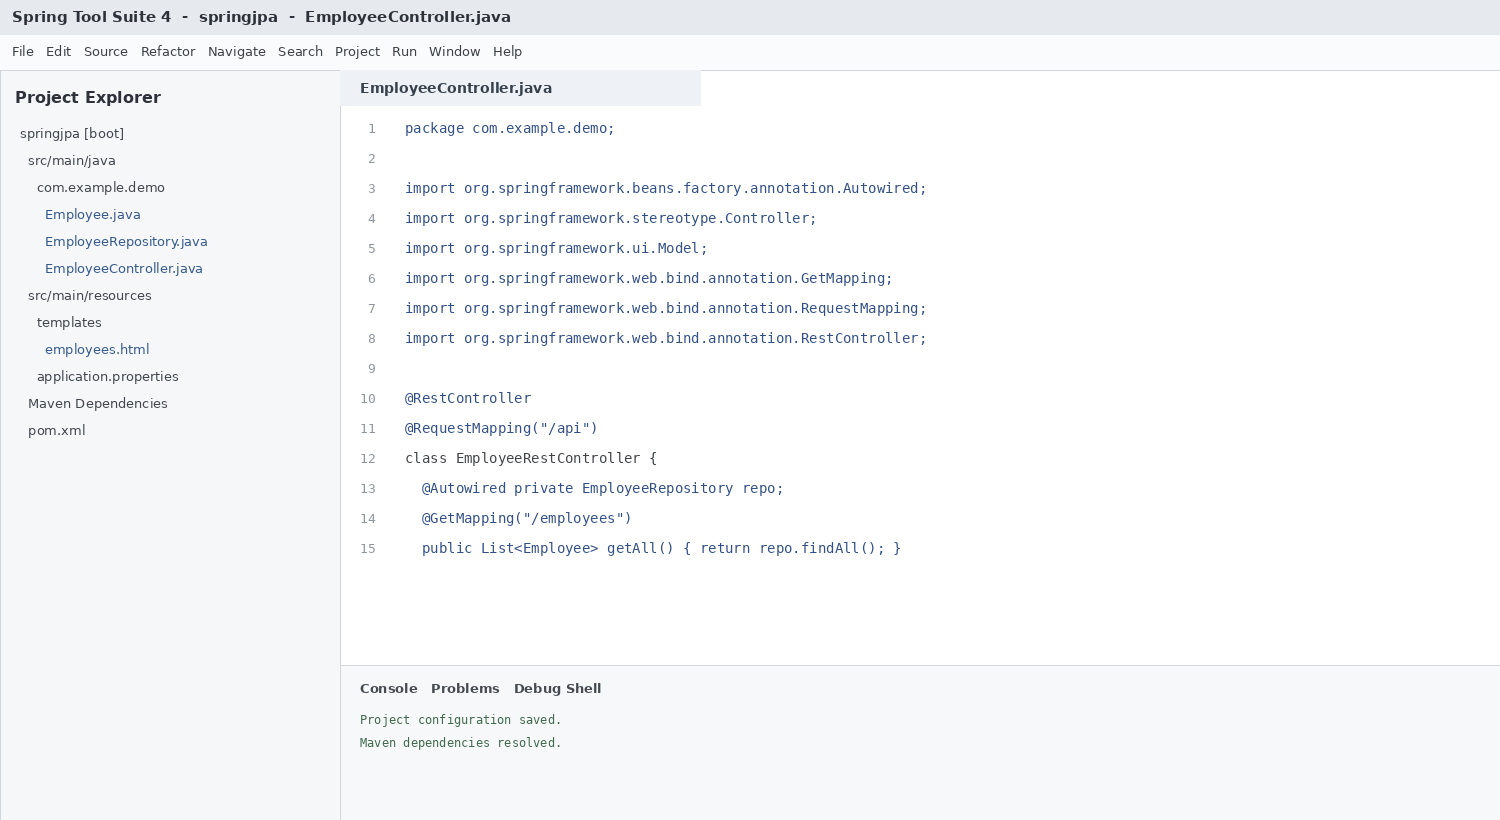 Spring Tool Suite 4 - springjpa - EmployeeController.java
File Edit Source Refactor Navigate Search Project Run Window Help
Project Explorer
springjpa [boot]
src/main/java
com.example.demo
Employee.java
EmployeeRepository.java
EmployeeController.java
src/main/resources
templates
employees.html
application.properties
Maven Dependencies
pom.xml
EmployeeController.java
1 package com.example.demo;
2
3 import org.springframework.beans.factory.annotation.Autowired;
4 import org.springframework.stereotype.Controller;
5 import org.springframework.ui.Model;
6 import org.springframework.web.bind.annotation.GetMapping;
7 import org.springframework.web.bind.annotation.RequestMapping;
8 import org.springframework.web.bind.annotation.RestController;
9
10 @RestController
11 @RequestMapping("/api")
12 class EmployeeRestController {
13   @Autowired private EmployeeRepository repo;
14   @GetMapping("/employees")
15   public List<Employee> getAll() { return repo.findAll(); }
Console Problems Debug Shell
Project configuration saved.
Maven dependencies resolved.